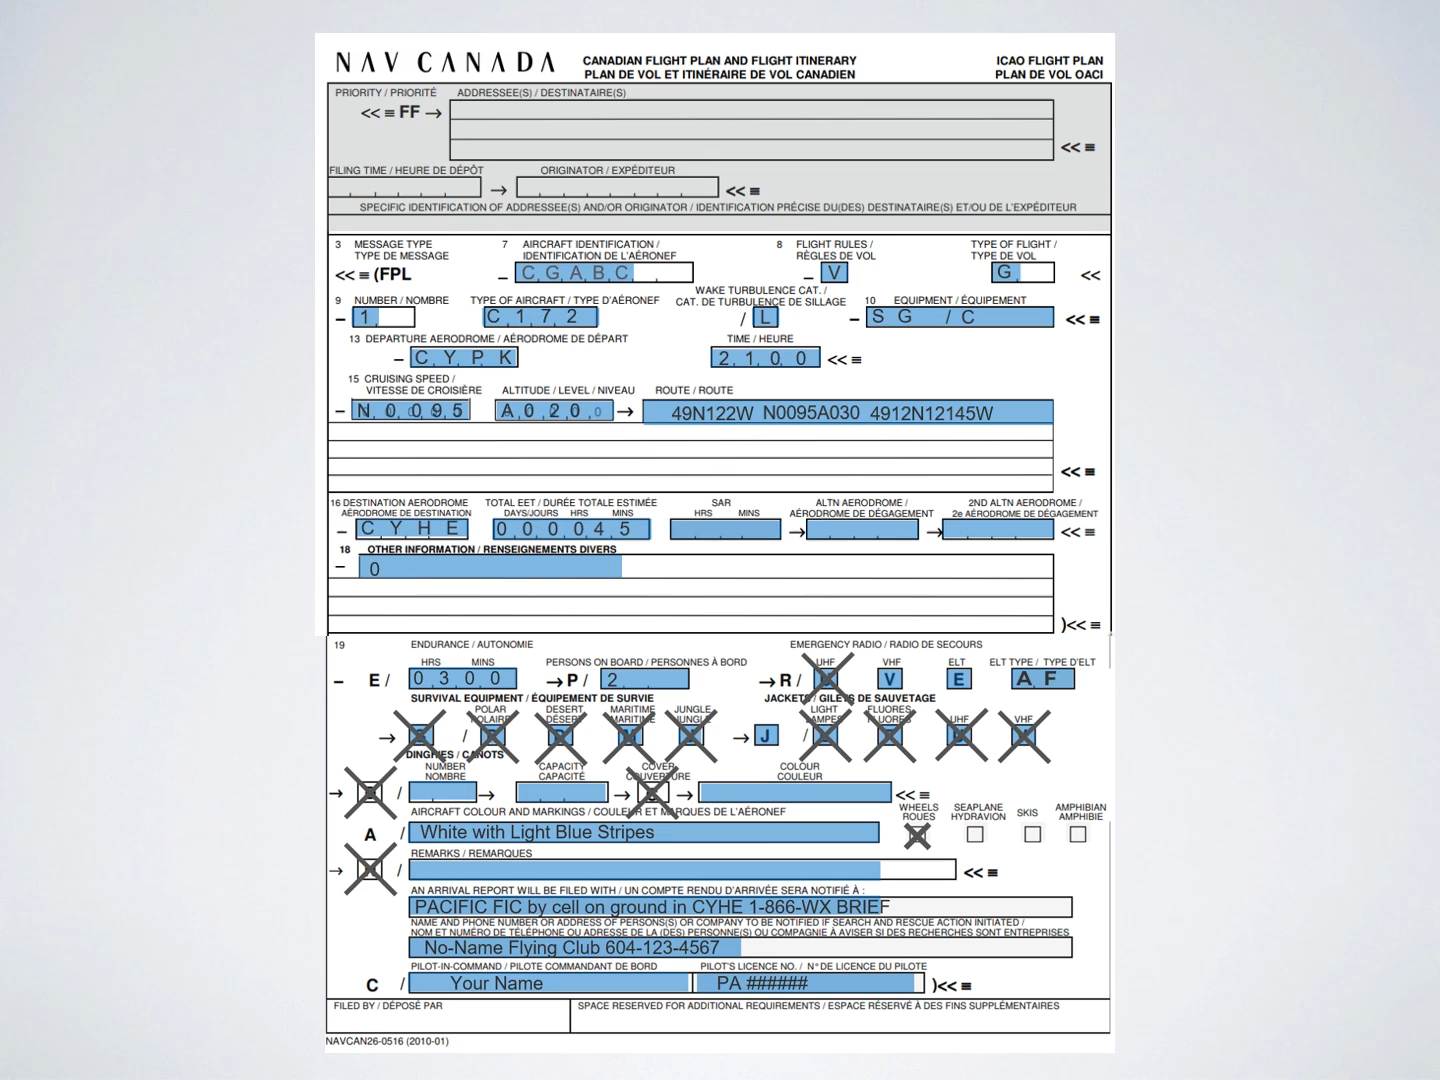 NAV CANADA CANADIAN FLIGHT PLAN AND FLIGHT ITINERARY ICAO FLIGHT PLAN
PLAN DE VOL ET ITINÉRAIRE DE VOL CANADIEN PLAN DE VOL OACI
PRIORITY / PRIORITÉ ADDRESSEE(S) / DESTINATAIRE(S)
<< ≡ FF →
<< ≡
FILING TIME / HEURE DE DÉPÔT ORIGINATOR / EXPÉDITEUR
→ << ≡
SPECIFIC IDENTIFICATION OF ADDRESSEE(S) AND/OR ORIGINATOR / IDENTIFICATION PRÉCISE DU(DES) DESTINATAIRE(S) ET/OU DE L'EXPÉDITEUR
3 MESSAGE TYPE 7 AIRCRAFT IDENTIFICATION / 8 FLIGHT RULES / TYPE OF FLIGHT /
TYPE DE MESSAGE IDENTIFICATION DE L'AÉRONEF RÈGLES DE VOL TYPE DE VOL
<< ≡ (FPL – C G A B C – V G <<
WAKE TURBULENCE CAT. /
9 NUMBER / NOMBRE TYPE OF AIRCRAFT / TYPE D'AÉRONEF CAT. DE TURBULENCE DE SILLAGE 10 EQUIPMENT / ÉQUIPEMENT
– 1 C 1 7 2 / L – S G / C << ≡
13 DEPARTURE AERODROME / AÉRODROME DE DÉPART TIME / HEURE
– C Y P K 2 1 0 0 << ≡
15 CRUISING SPEED /
VITESSE DE CROISIÈRE ALTITUDE / LEVEL / NIVEAU ROUTE / ROUTE
– N 0 0 9 5 A 0 2 0 → 49N122W N0095A030 4912N12145W
<< ≡
16 DESTINATION AERODROME TOTAL EET / DURÉE TOTALE ESTIMÉE SAR ALTN AERODROME / 2ND ALTN AERODROME /
AÉRODROME DE DESTINATION DAYS/JOURS HRS MINS HRS MINS AÉRODROME DE DÉGAGEMENT 2e AÉRODROME DE DÉGAGEMENT
– C Y H E 0 0 0 0 4 5 → → << ≡
18 OTHER INFORMATION / RENSEIGNEMENTS DIVERS
– 0
)<< ≡
19 ENDURANCE / AUTONOMIE EMERGENCY RADIO / RADIO DE SECOURS
HRS MINS PERSONS ON BOARD / PERSONNES À BORD UHF VHF ELT ELT TYPE / TYPE D'ELT
– E / 0 3 0 0 → P / 2 → R / V E A F
SURVIVAL EQUIPMENT / ÉQUIPEMENT DE SURVIE JACKETS / GILETS DE SAUVETAGE
POLAR DESERT MARITIME JUNGLE LIGHT FLUORES
POLAIRE DÉSERT MARITIME JUNGLE LAMPES FLUORES UHF VHF
→ / D M → J /
DINGHIES / CANOTS
NUMBER CAPACITY COVER COLOUR
NOMBRE CAPACITÉ COUVERTURE COULEUR
→ / → → → << ≡
AIRCRAFT COLOUR AND MARKINGS / COULEUR ET MARQUES DE L'AÉRONEF WHEELS SEAPLANE SKIS AMPHIBIAN
ROUES HYDRAVION AMPHIBIE
A / White with Light Blue Stripes
REMARKS / REMARQUES
→ / << ≡
AN ARRIVAL REPORT WILL BE FILED WITH / UN COMPTE RENDU D'ARRIVÉE SERA NOTIFIÉ À :
PACIFIC FIC by cell on ground in CYHE 1-866-WX BRIEF
NAME AND PHONE NUMBER OR ADDRESS OF PERSONS(S) OR COMPANY TO BE NOTIFIED IF SEARCH AND RESCUE ACTION INITIATED /
NOM ET NUMÉRO DE TÉLÉPHONE OU ADRESSE DE LA (DES) PERSONNE(S) OU COMPAGNIE À AVISER SI DES RECHERCHES SONT ENTREPRISES
No-Name Flying Club 604-123-4567
PILOT-IN-COMMAND / PILOTE COMMANDANT DE BORD PILOT'S LICENCE NO. / N° DE LICENCE DU PILOTE
C / Your Name PA ###### )<< ≡
FILED BY / DÉPOSÉ PAR SPACE RESERVED FOR ADDITIONAL REQUIREMENTS / ESPACE RÉSERVÉ À DES FINS SUPPLÉMENTAIRES
NAVCAN26-0516 (2010-01)